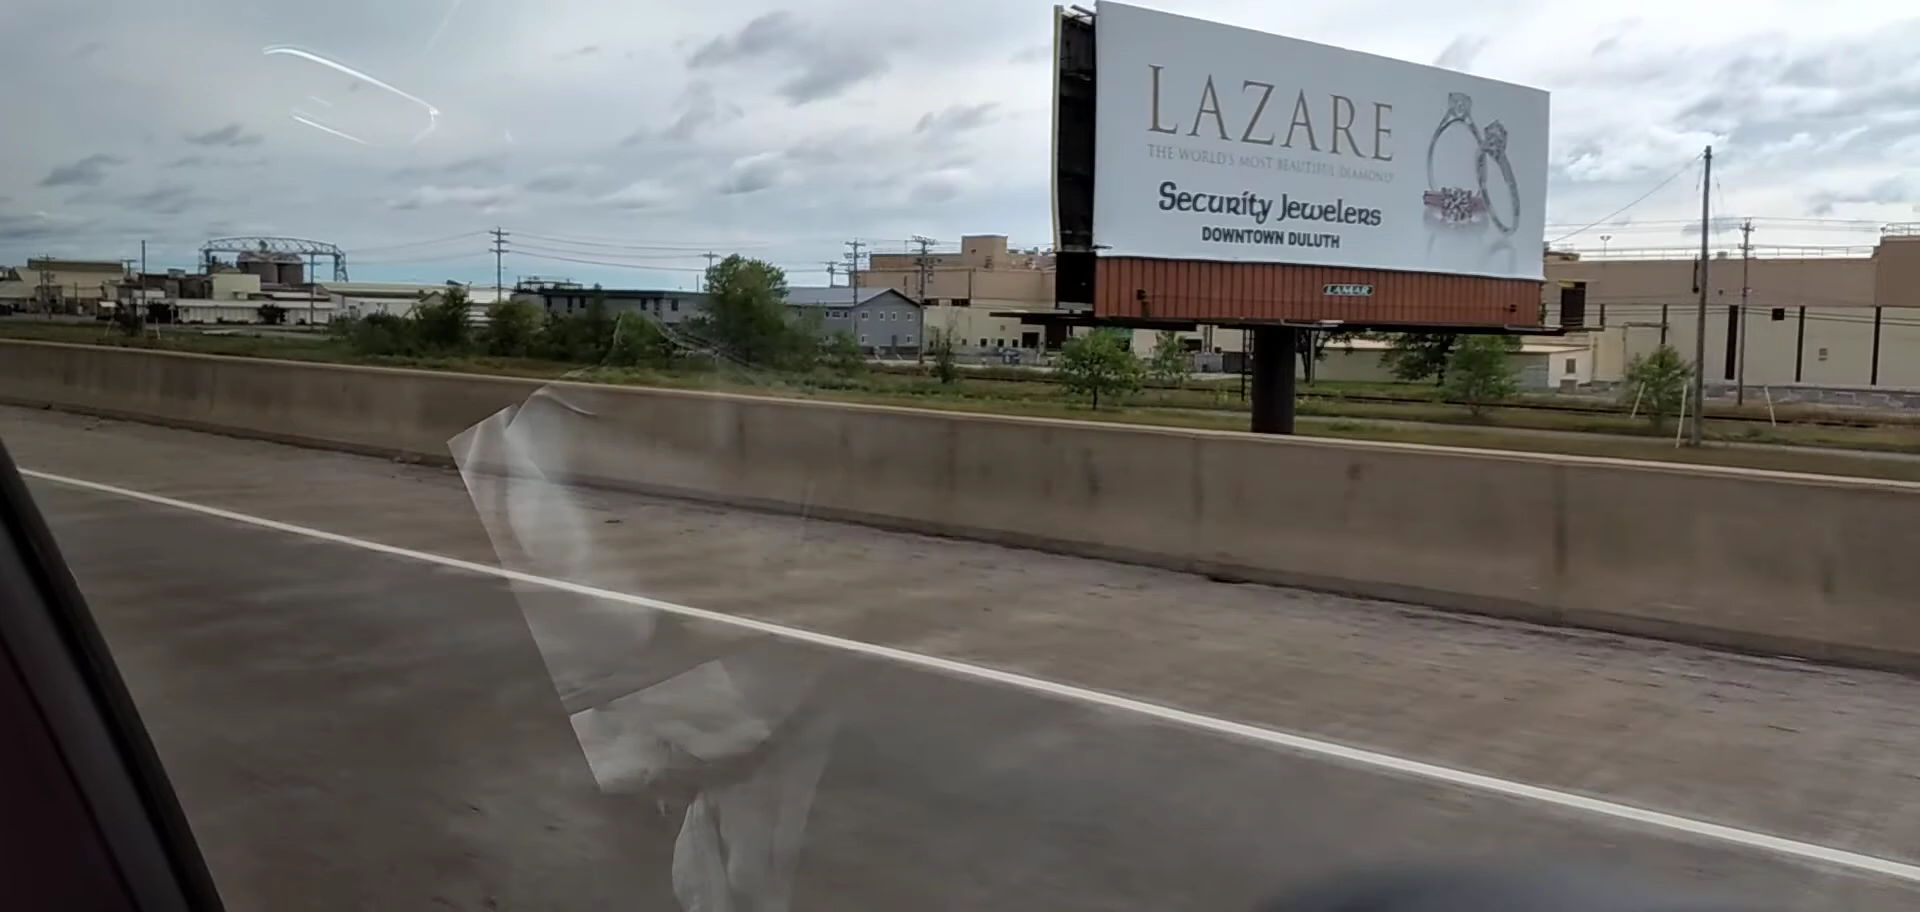 LAZARE
THE WORLD'S MOST BEAUTIFUL DIAMOND
Security Jewelers
DOWNTOWN DULUTH
LAMAR